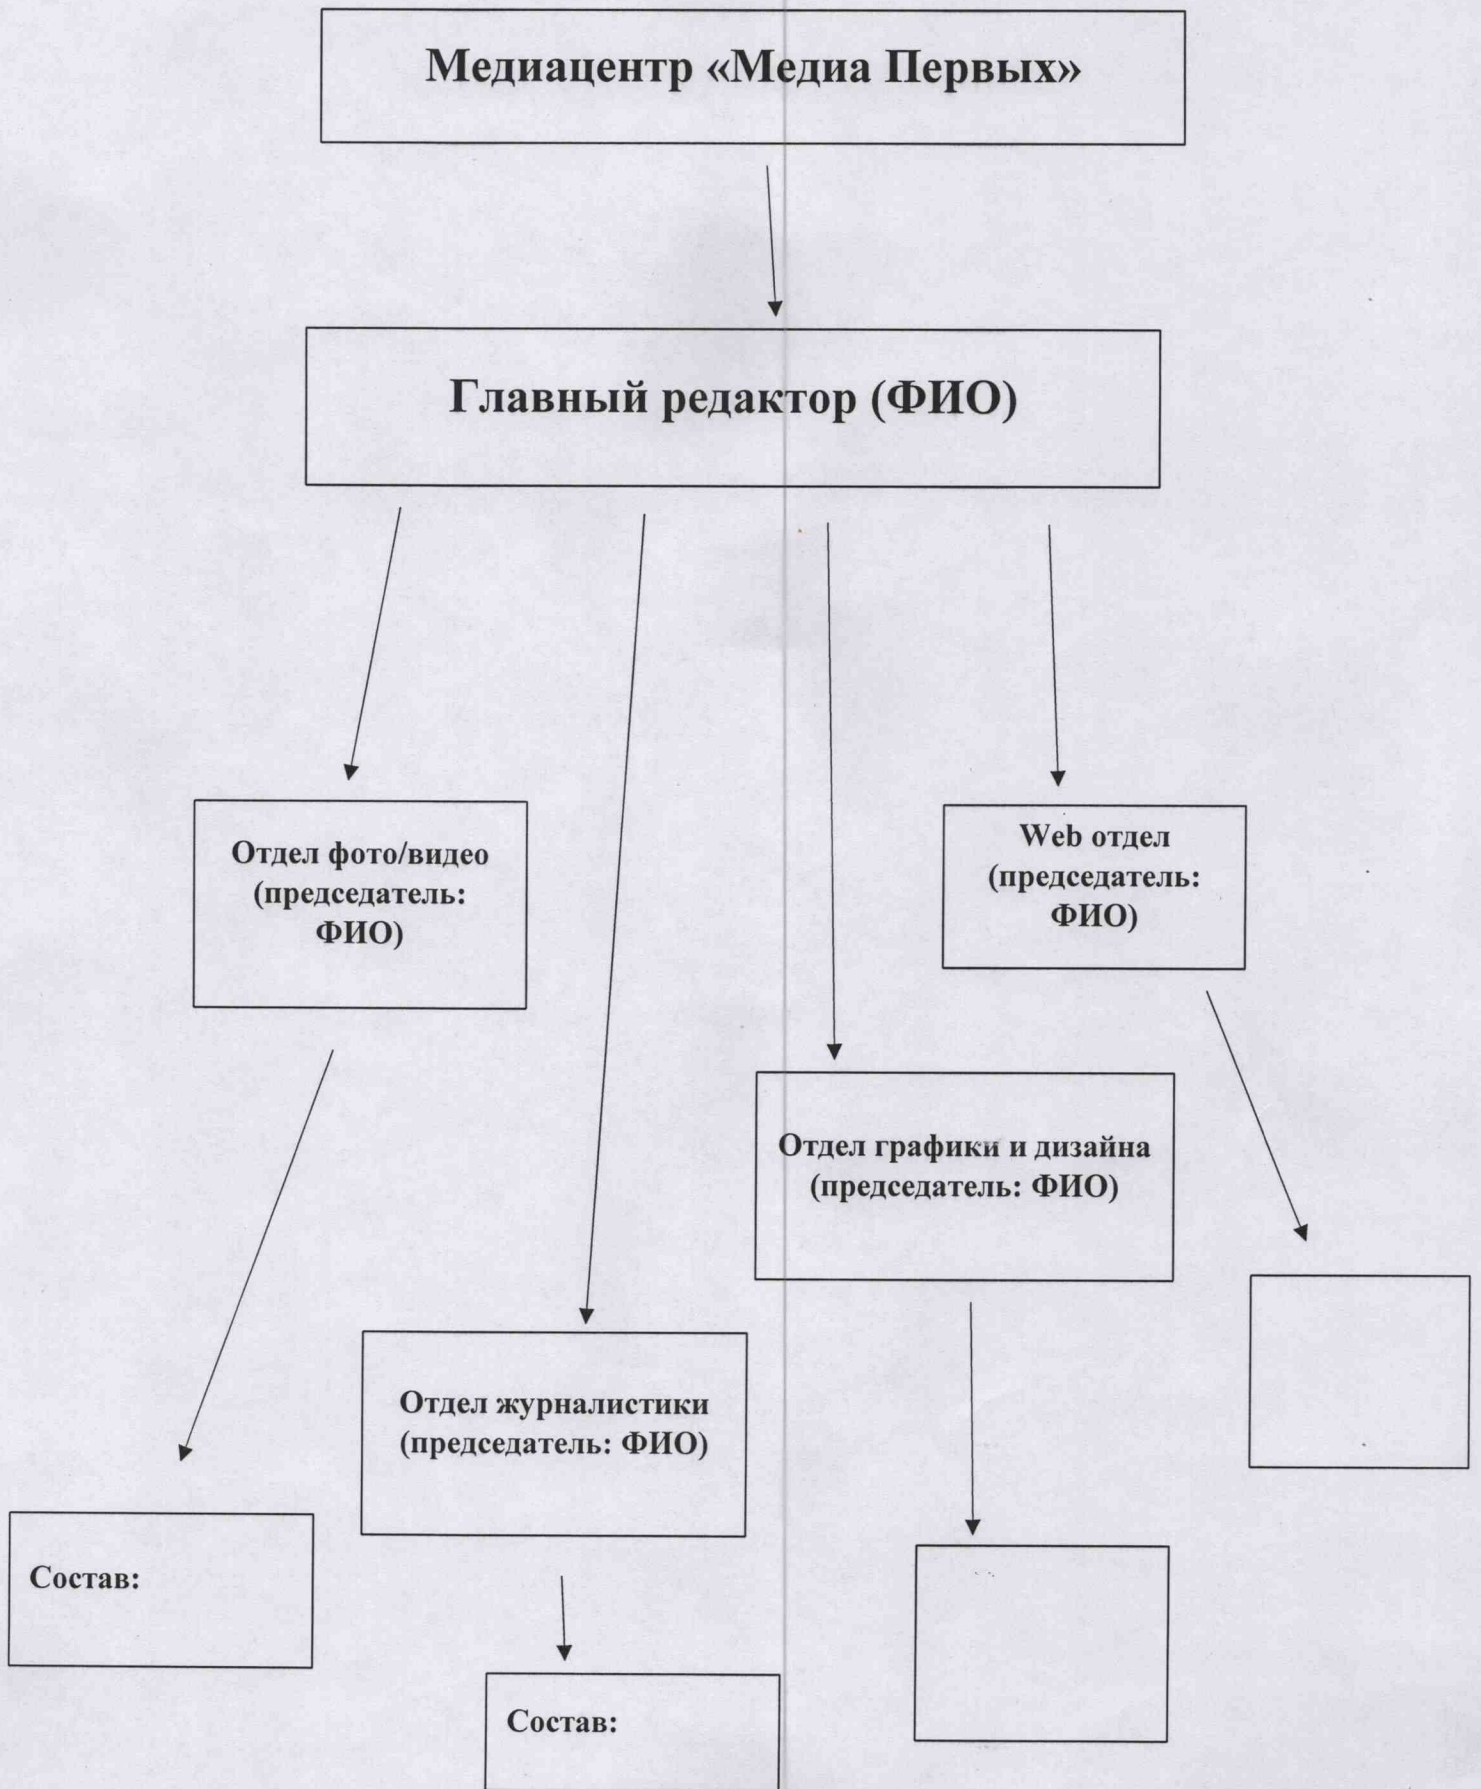 Медиацентр «Медиа Первых»
Главный редактор (ФИО)
Отдел фото/видео
(председатель:
ФИО)
Web отдел
(председатель:
ФИО)
Отдел графики и дизайна
(председатель: ФИО)
Отдел журналистики
(председатель: ФИО)
Состав:
Состав: